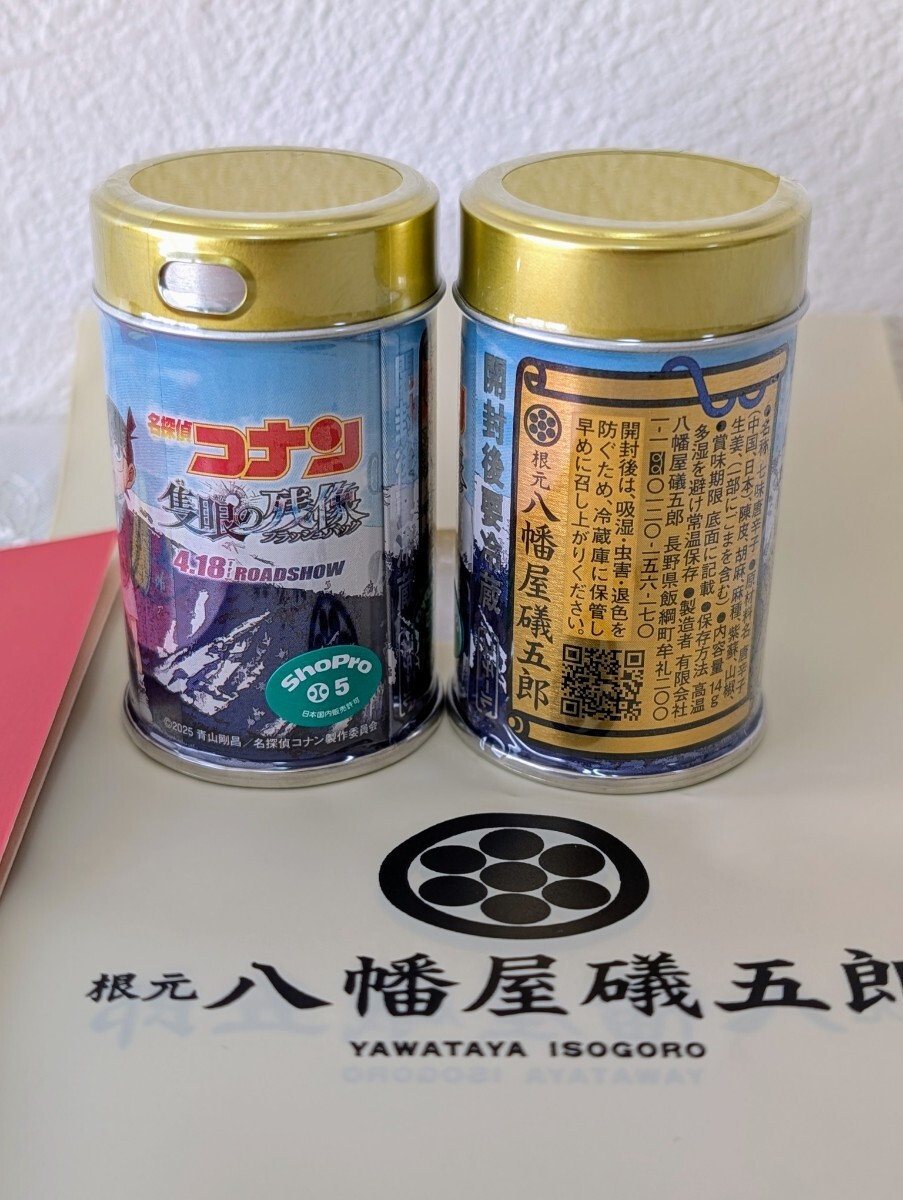 名探偵
コナン
隻眼の残像
フラッシュバック
4.18 ROADSHOW
ShoPro
5
日本国内販売許可
©2025 青山剛昌/名探偵コナン製作委員会
開封後要冷蔵
●名称 七味唐辛子 ●原材料名 唐辛子
(中国、日本)、陳皮、胡麻、麻種、紫蘇、山椒、
生姜、(一部にごまを含む) ●内容量 14g
●賞味期限 底面に記載 ●保存方法 高温
多湿を避け常温保存 ●製造者 有限会社
八幡屋礒五郎 長野県飯綱町牟礼一〇〇
一-一 〇一二〇-一五六-一七〇
開封後は、吸湿・虫害・退色を
防ぐため、冷蔵庫に保管し
早めに召し上がりください。
根元 八幡屋礒五郎
根元 八幡屋礒五郎
YAWATAYA ISOGORO